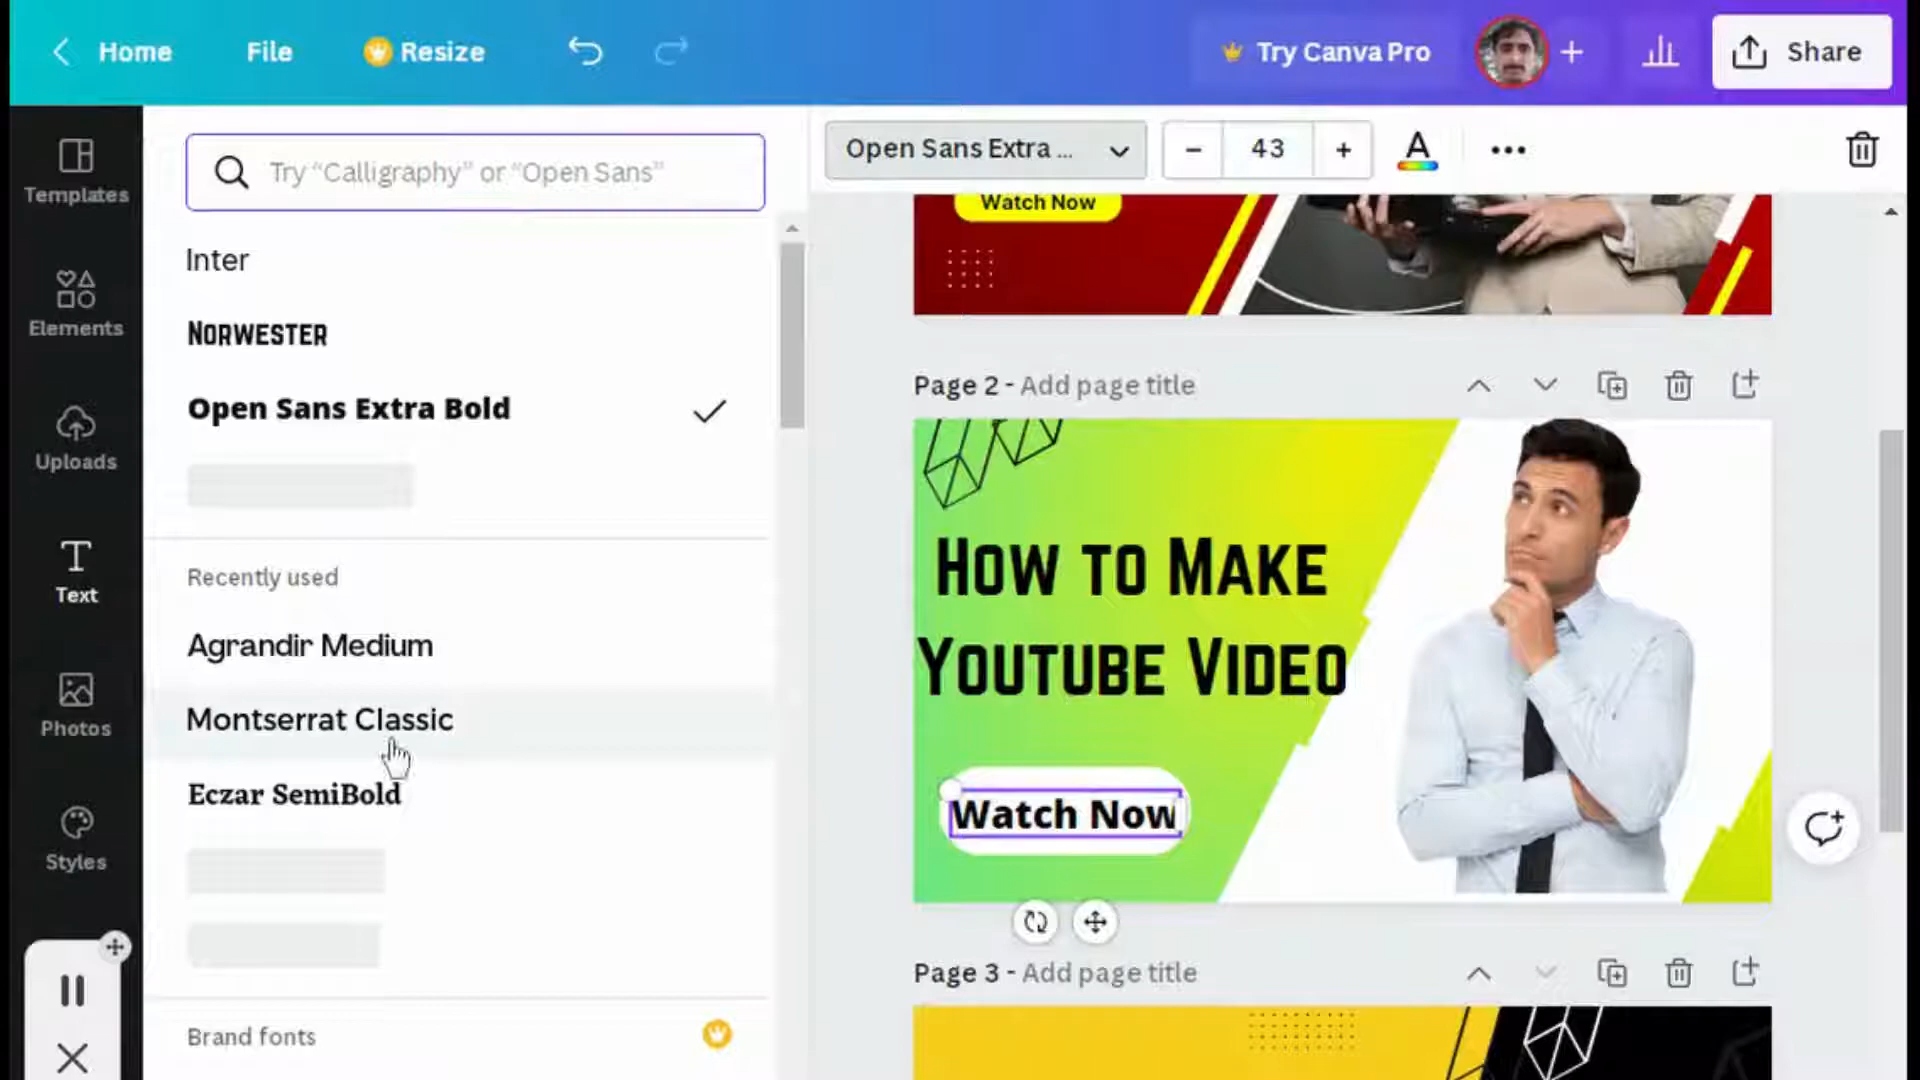 Home
File
Resize
Try Canva Pro
Share
Templates
Elements
Uploads
Text
Photos
Styles
Try “Calligraphy” or “Open Sans”
Inter
NORWESTER
Open Sans Extra Bold
Recently used
Agrandir Medium
Montserrat Classic
Eczar SemiBold
Brand fonts
Open Sans Extra ...
43
A
Watch Now
Page 2 - Add page title
HOW TO MAKE
YOUTUBE VIDEO
Watch Now
Page 3 - Add page title